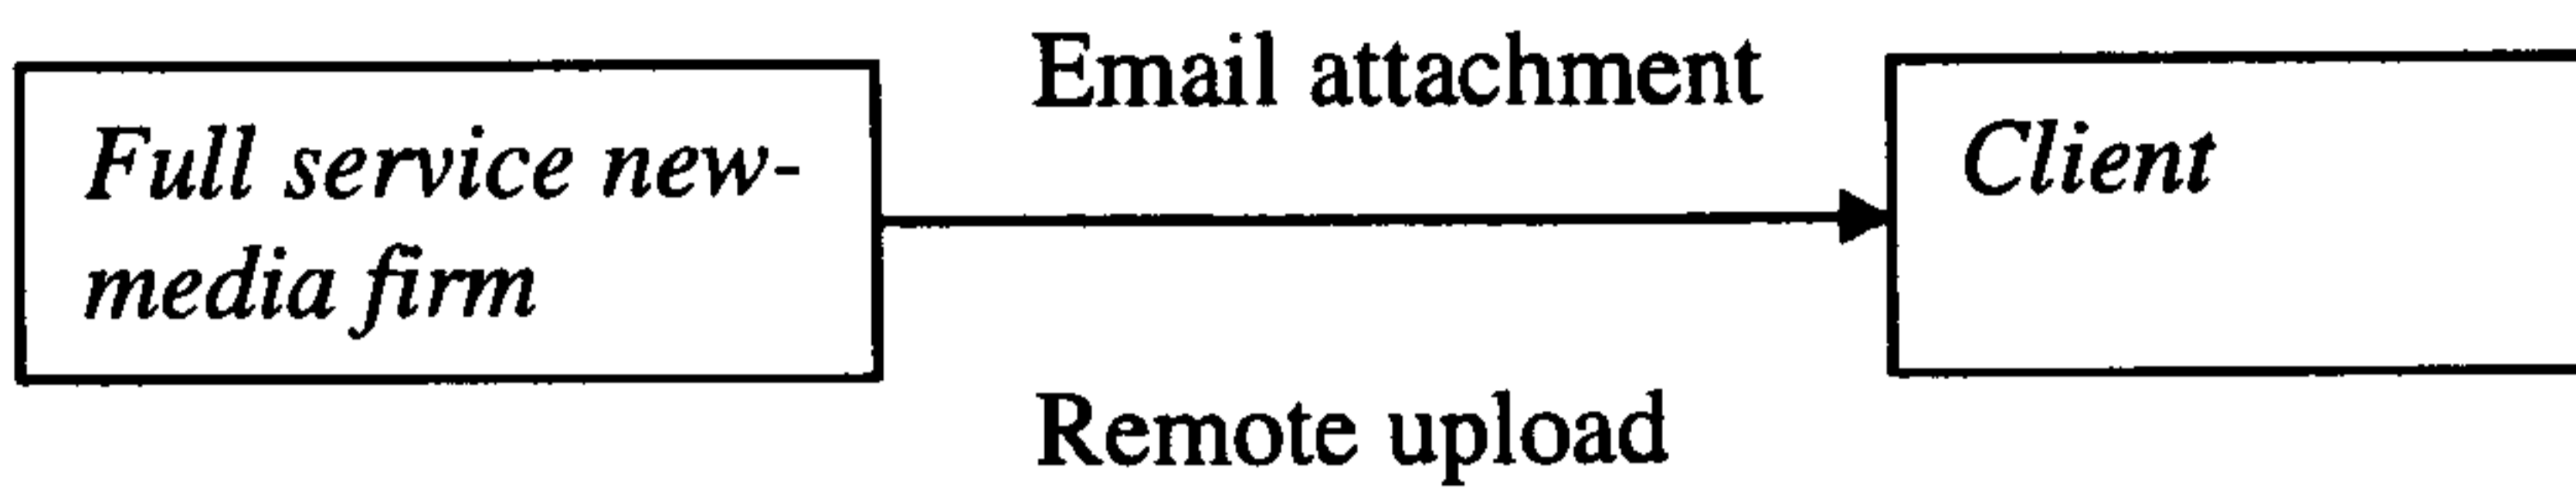 Email attachment
Full service new-
media firm
Client
Remote upload